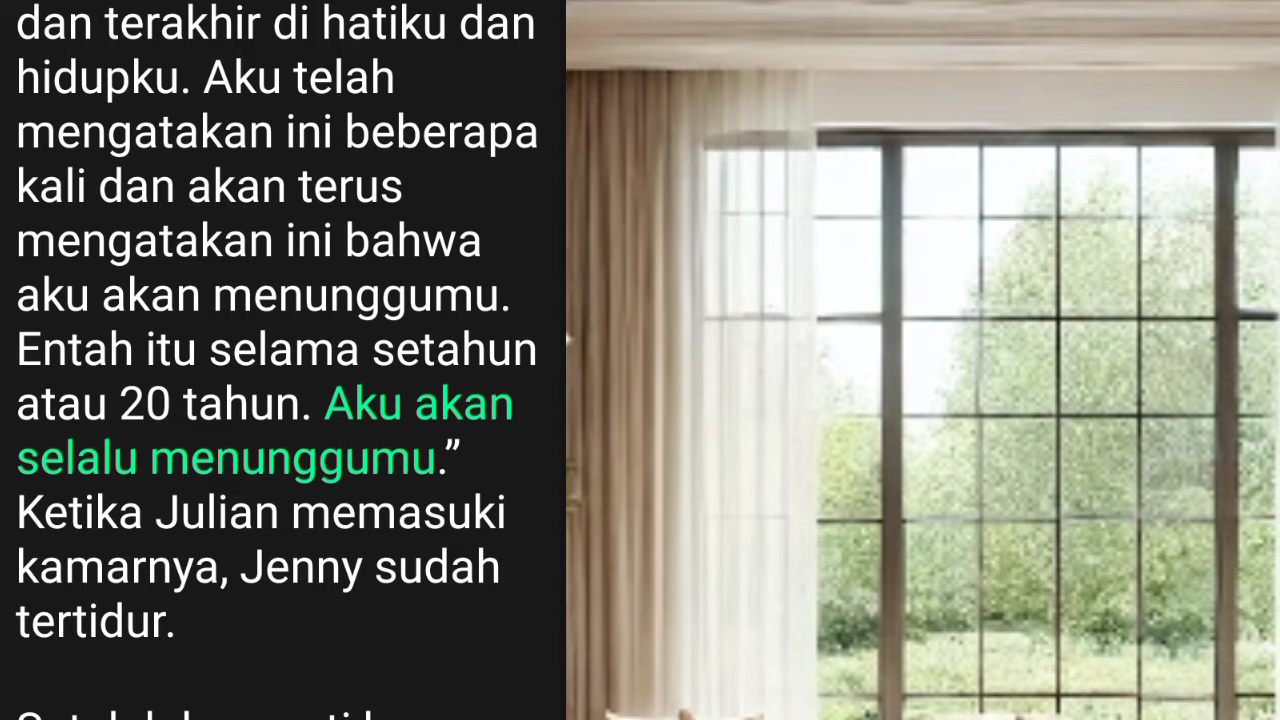 dan terakhir di hatiku dan
hidupku. Aku telah
mengatakan ini beberapa
kali dan akan terus
mengatakan ini bahwa
aku akan menunggumu.
Entah itu selama setahun
atau 20 tahun. Aku akan
selalu menunggumu.”
Ketika Julian memasuki
kamarnya, Jenny sudah
tertidur.